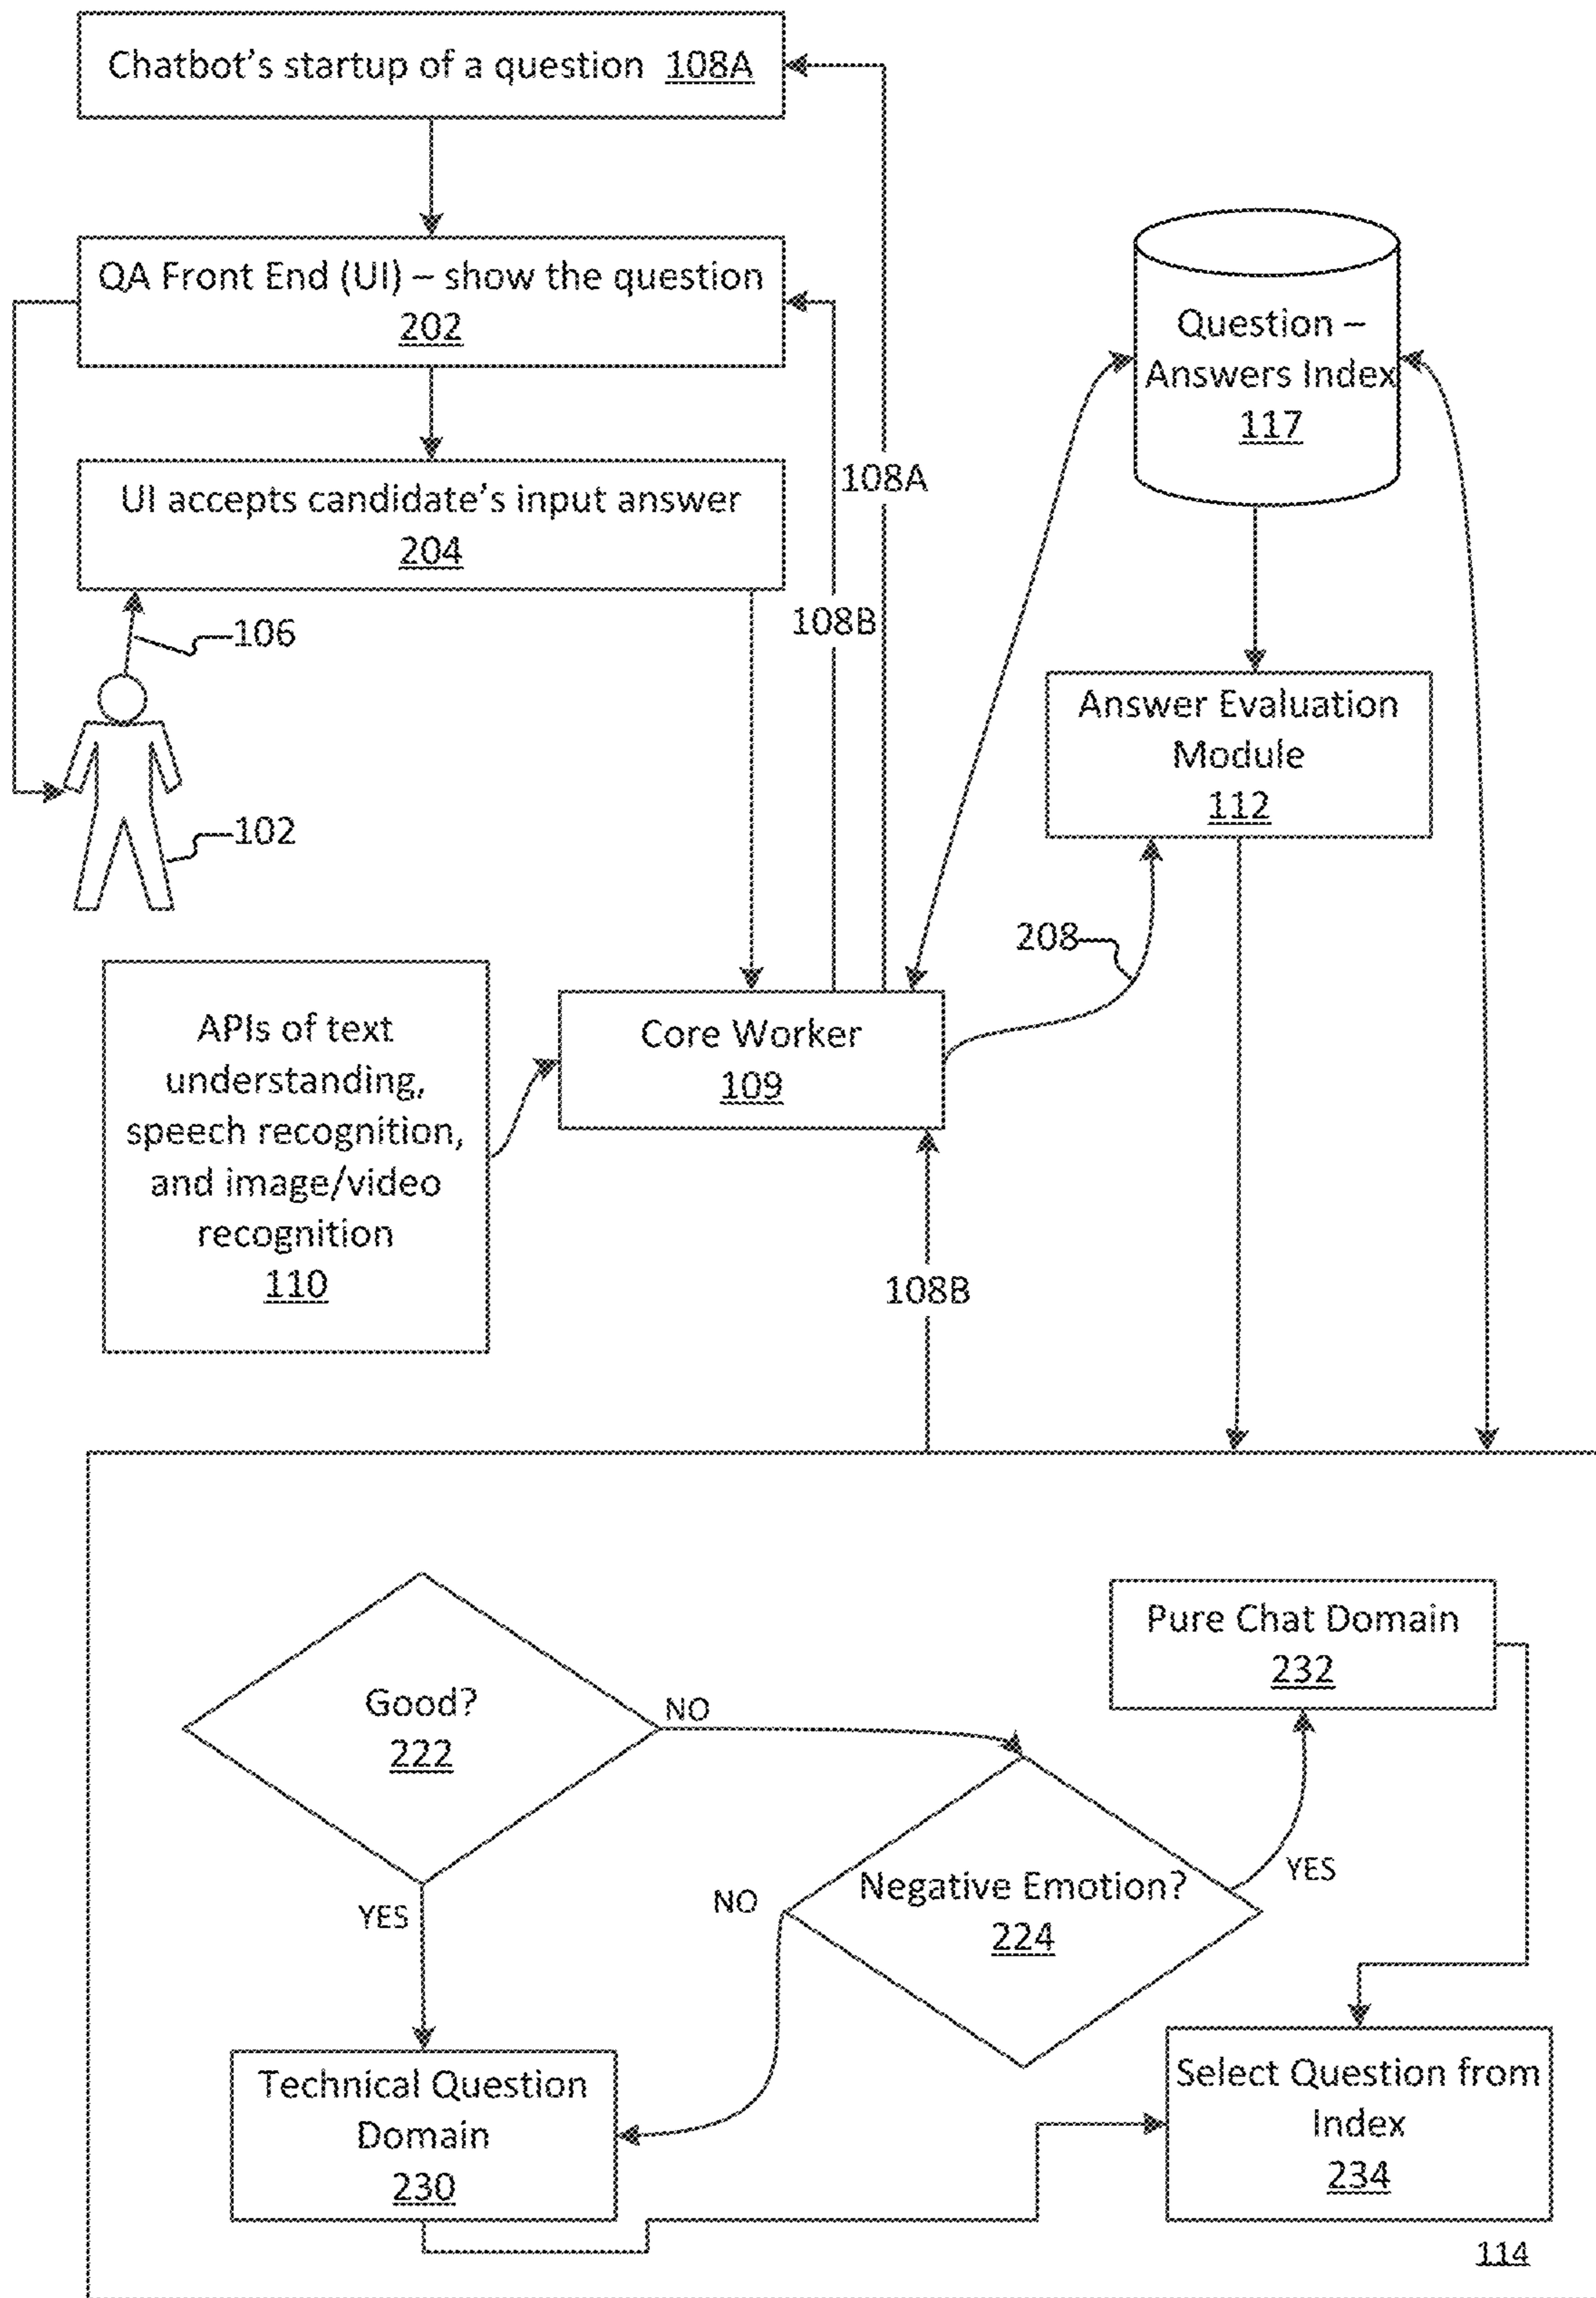 Chatbot's startup of a question 108A
QA Front End (UI) – show the question
202
Question –
Answers Index
117
UI accepts candidate's input answer
204
108A
108B
106
Answer Evaluation
Module
112
102
208
APIs of text
understanding,
speech recognition,
and image/video
recognition
110
Core Worker
109
108B
Pure Chat Domain
232
Good?
222
NO
Negative Emotion?
224
YES
NO
YES
Technical Question
Domain
230
Select Question from
Index
234
114